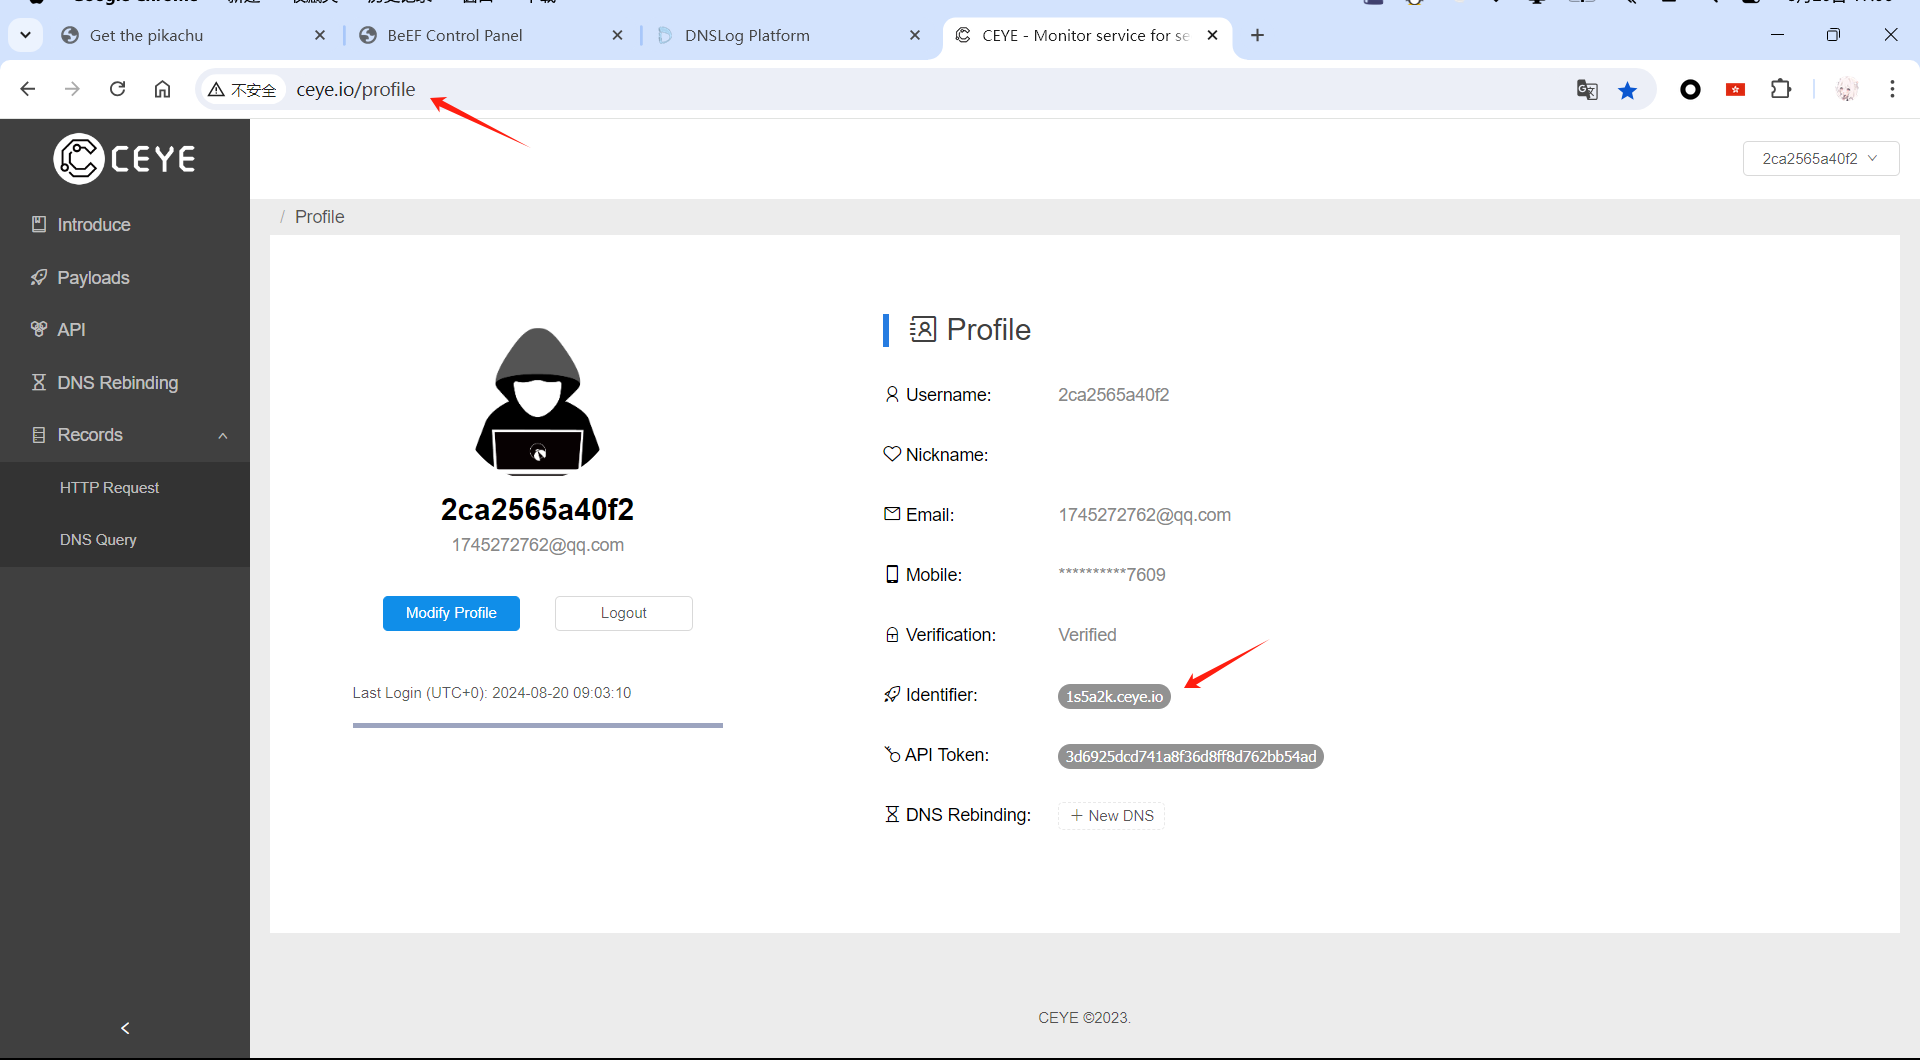 Get the pikachu
BeEF Control Panel
DNSLog Platform
CEYE - Monitor service for se
不安全
ceye.io/profile
CEYE
2ca2565a40f2
Introduce
Payloads
API
DNS Rebinding
Records
HTTP Request
DNS Query
/ Profile
2ca2565a40f2
1745272762@qq.com
Modify Profile
Logout
Last Login (UTC+0): 2024-08-20 09:03:10
Profile
Username: 2ca2565a40f2
Nickname:
Email: 1745272762@qq.com
Mobile: **********7609
Verification: Verified
Identifier: 1s5a2k.ceye.io
API Token: 3d6925dcd741a8f36d8ff8d762bb54ad
DNS Rebinding: + New DNS
CEYE ©2023.